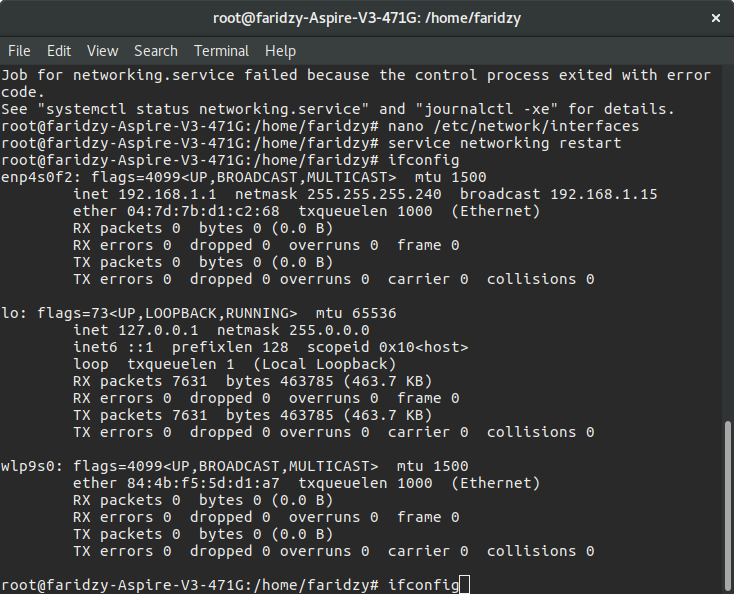 root@faridzy-Aspire-V3-471G: /home/faridzy
File Edit View Search Terminal Help
Job for networking.service failed because the control process exited with error
code.
See "systemctl status networking.service" and "journalctl -xe" for details.
root@faridzy-Aspire-V3-471G:/home/faridzy# nano /etc/network/interfaces
root@faridzy-Aspire-V3-471G:/home/faridzy# service networking restart
root@faridzy-Aspire-V3-471G:/home/faridzy# ifconfig
enp4s0f2: flags=4099<UP,BROADCAST,MULTICAST>  mtu 1500
        inet 192.168.1.1  netmask 255.255.255.240  broadcast 192.168.1.15
        ether 04:7d:7b:d1:c2:68  txqueuelen 1000  (Ethernet)
        RX packets 0  bytes 0 (0.0 B)
        RX errors 0  dropped 0  overruns 0  frame 0
        TX packets 0  bytes 0 (0.0 B)
        TX errors 0  dropped 0 overruns 0  carrier 0  collisions 0
lo: flags=73<UP,LOOPBACK,RUNNING>  mtu 65536
        inet 127.0.0.1  netmask 255.0.0.0
        inet6 ::1  prefixlen 128  scopeid 0x10<host>
        loop  txqueuelen 1  (Local Loopback)
        RX packets 7631  bytes 463785 (463.7 KB)
        RX errors 0  dropped 0  overruns 0  frame 0
        TX packets 7631  bytes 463785 (463.7 KB)
        TX errors 0  dropped 0 overruns 0  carrier 0  collisions 0
wlp9s0: flags=4099<UP,BROADCAST,MULTICAST>  mtu 1500
        ether 84:4b:f5:5d:d1:a7  txqueuelen 1000  (Ethernet)
        RX packets 0  bytes 0 (0.0 B)
        RX errors 0  dropped 0  overruns 0  frame 0
        TX packets 0  bytes 0 (0.0 B)
        TX errors 0  dropped 0 overruns 0  carrier 0  collisions 0
root@faridzy-Aspire-V3-471G:/home/faridzy# ifconfig